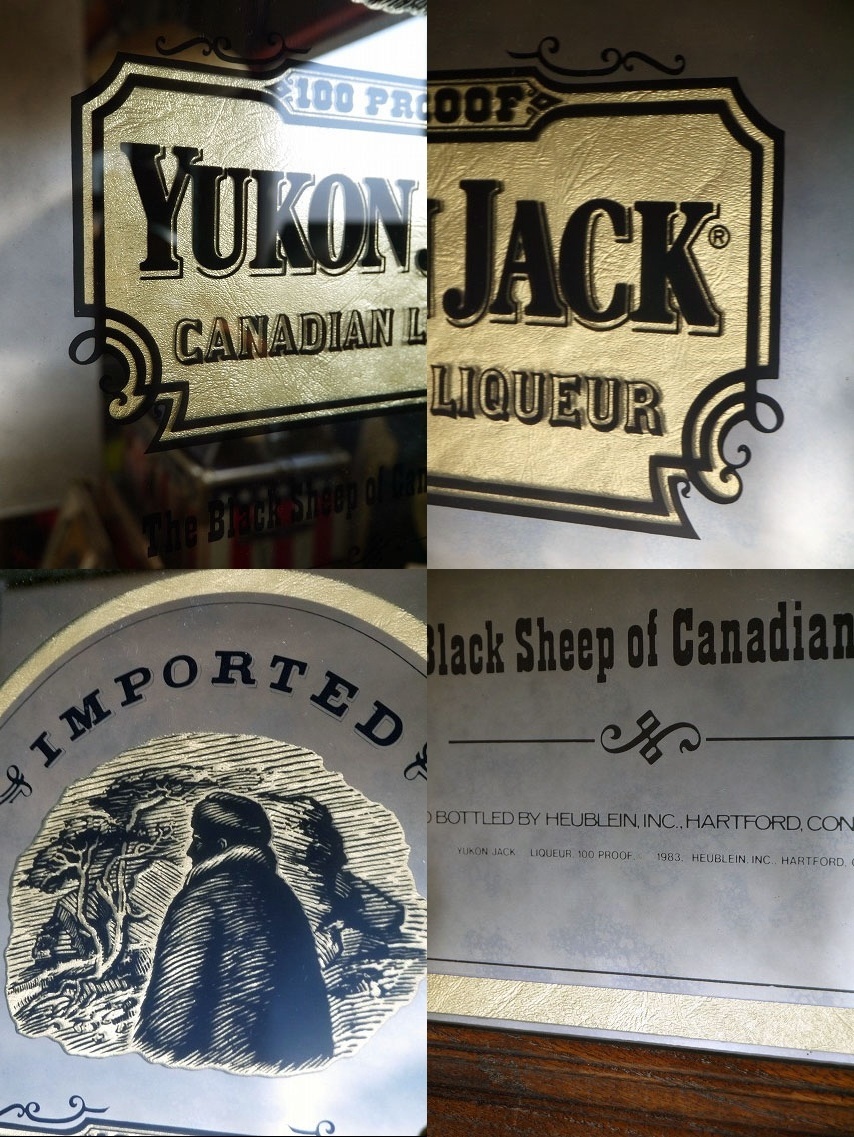 100 PRO
YUKON
CANADIAN L
The Black Sheep of Can
OOF
JACK®
LIQUEUR
IMPORTED
Black Sheep of Canadian
D BOTTLED BY HEUBLEIN, INC., HARTFORD, CON
YUKON JACK LIQUEUR. 100 PROOF. 1983. HEUBLEIN, INC., HARTFORD, C